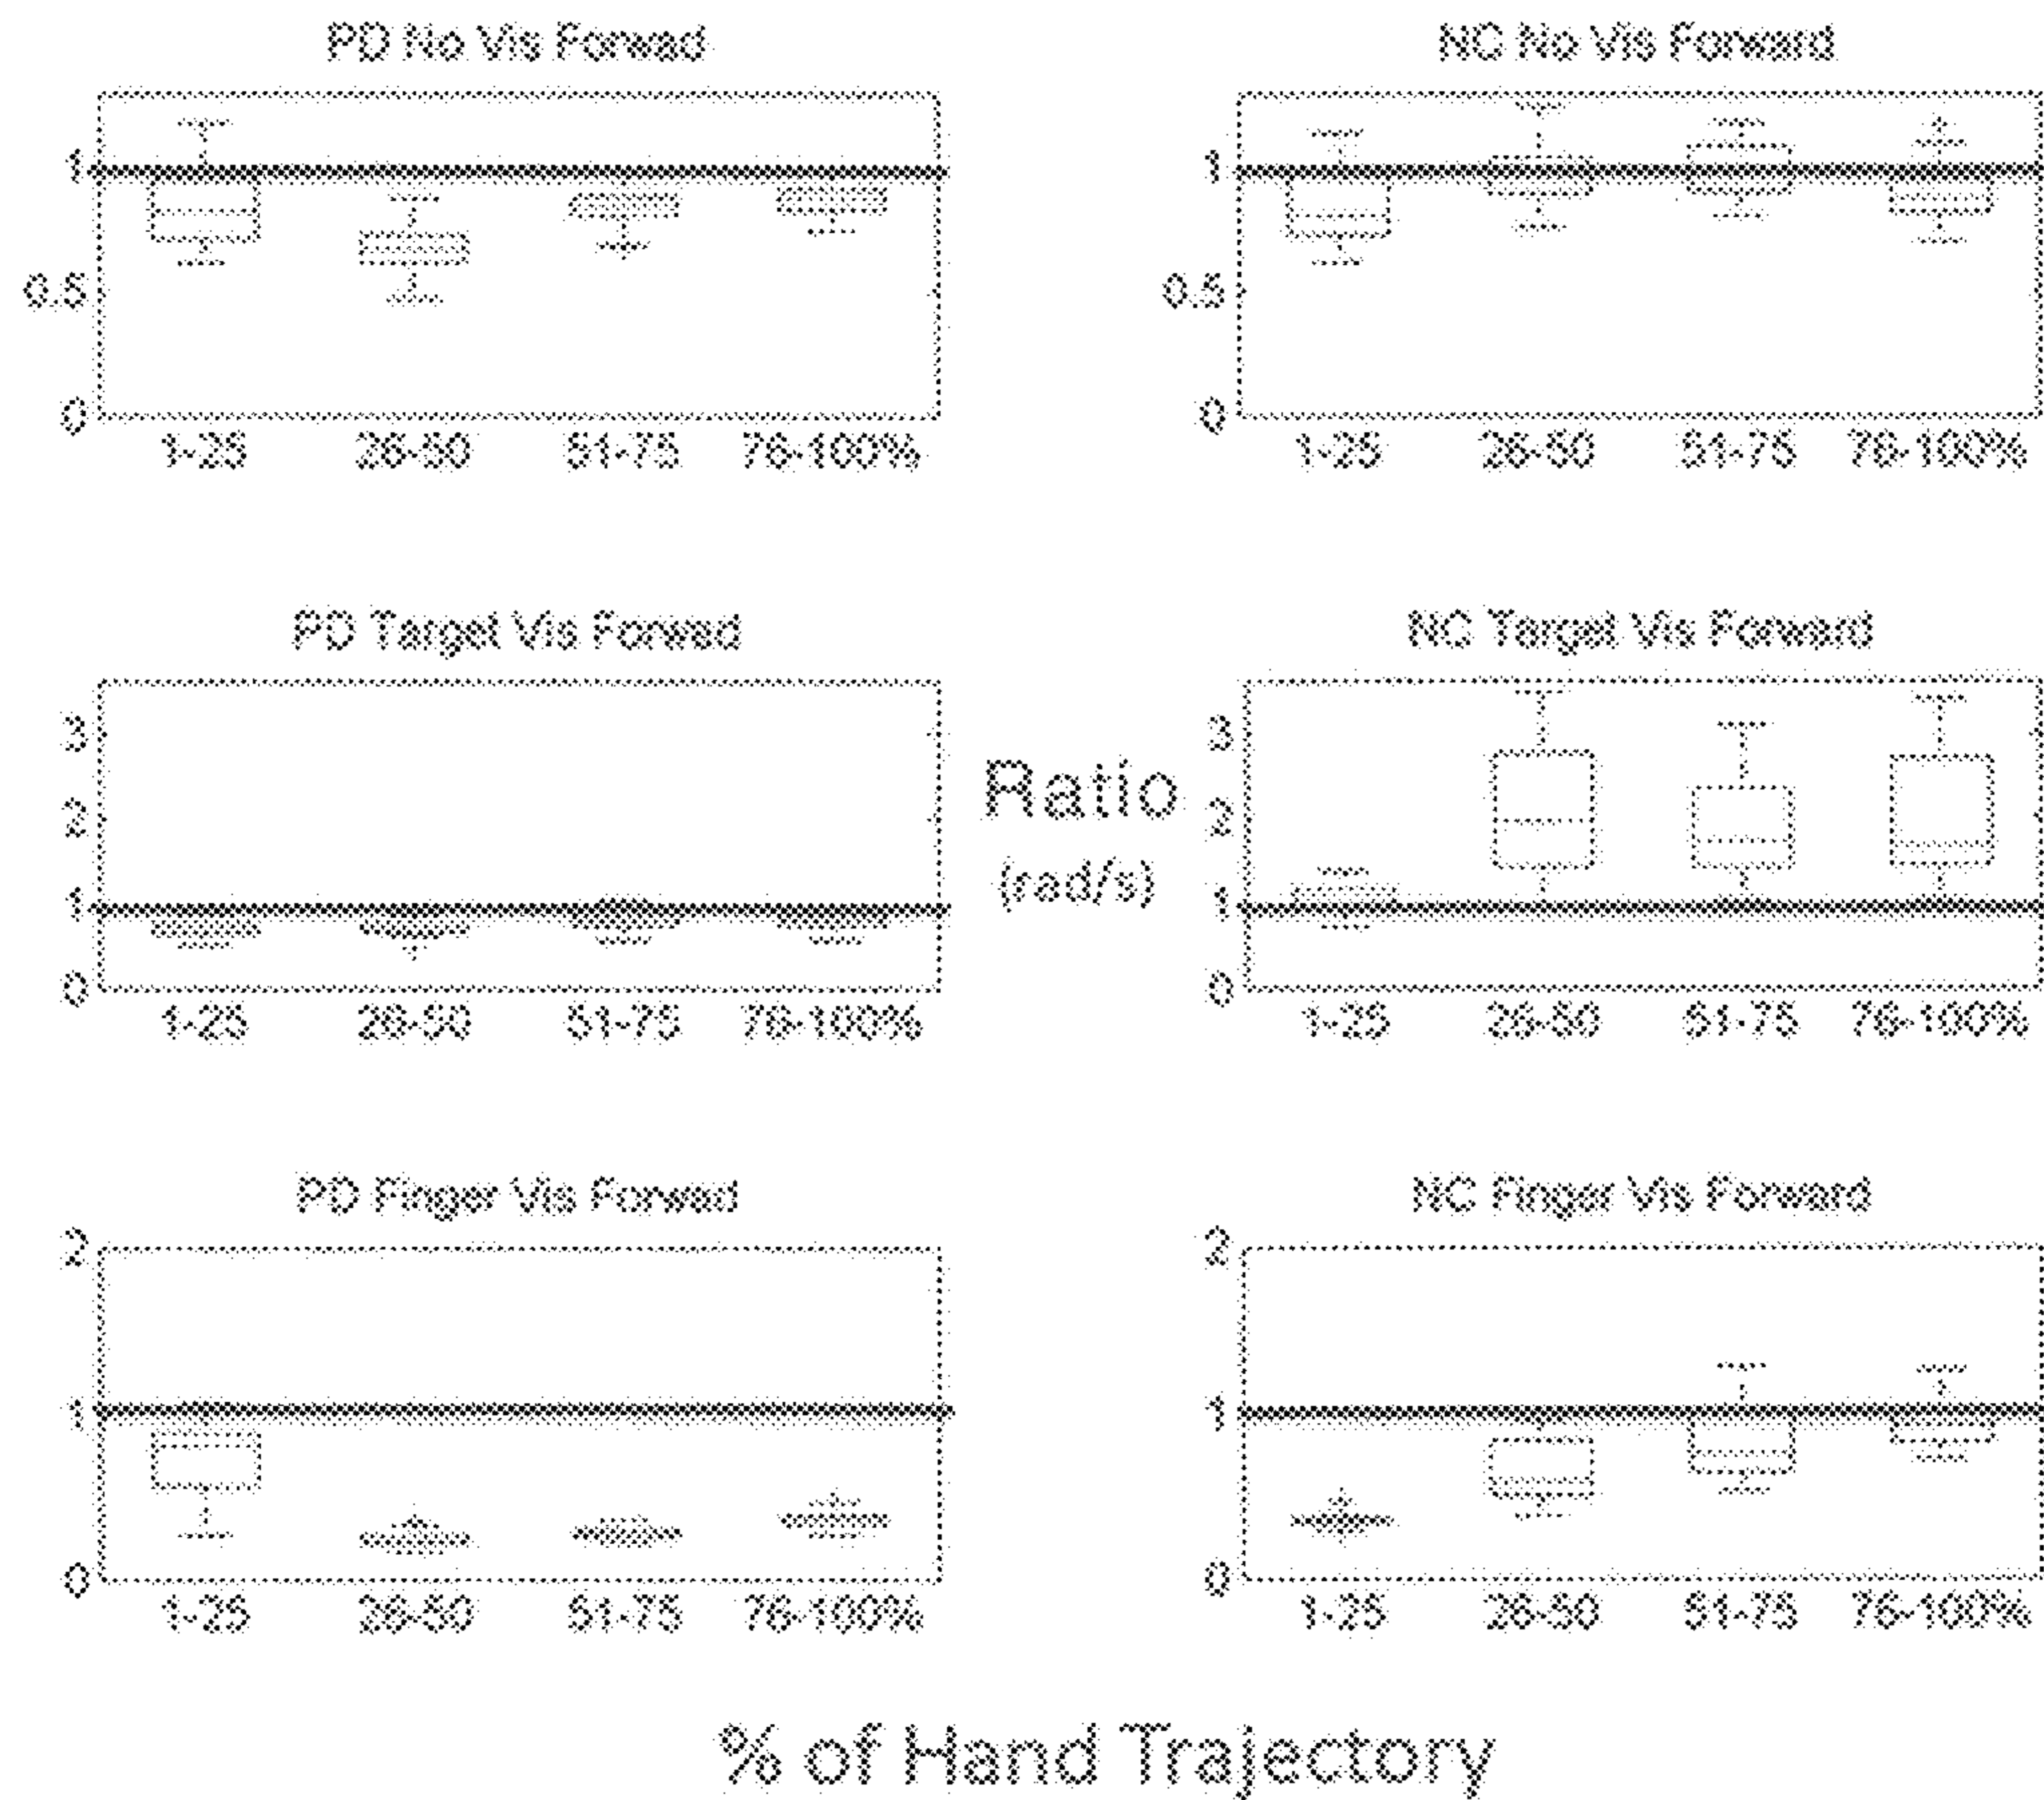 PD No Vis Forwad
NC No Vis Forward
1
0.5
0
1-25 26-50 51-75 76-100%
1
0.5
0
1-25 26-50 51-75 76-100%
PD Target Vis Forwad
NC Target Vis Forward
3
2
1
0
1-25 26-50 51-75 76-100%
Ratio
(rad/s)
3
2
1
0
1-25 26-50 51-75 76-100%
PD Finger Vis Forwad
NC Finger Vis Forward
2
1
0
1-25 26-50 51-75 76-100%
2
1
0
1-25 26-50 51-75 76-100%
% of Hand Trajectory